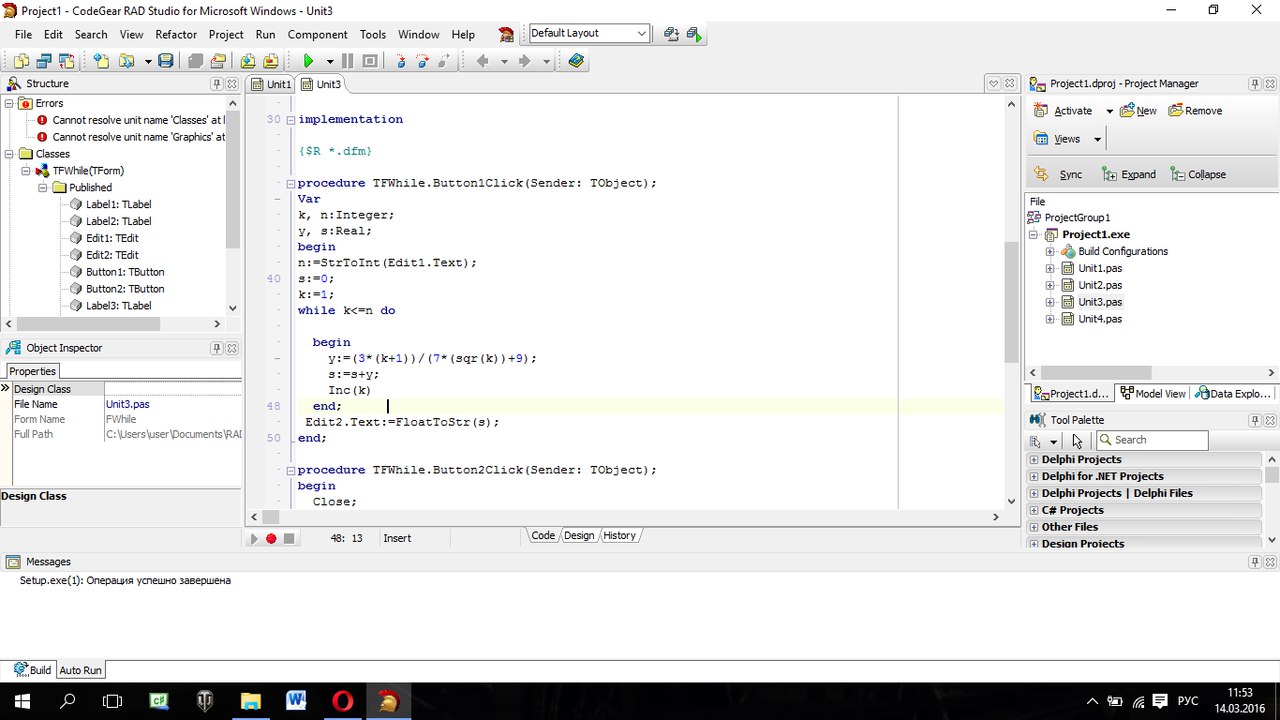 Project1 - CodeGear RAD Studio for Microsoft Windows - Unit3
File Edit Search View Refactor Project Run Component Tools Window Help
Default Layout
Structure
Errors
Cannot resolve unit name 'Classes' at l
Cannot resolve unit name 'Graphics' at
Classes
TFWhile(TForm)
Published
Label1: TLabel
Label2: TLabel
Edit1: TEdit
Edit2: TEdit
Button1: TButton
Button2: TButton
Label3: TLabel
Object Inspector
Properties
Design Class
File Name Unit3.pas
Form Name FWhile
Full Path C:\Users\user\Documents\RAD
Design Class
Unit1 Unit3
30 implementation
{$R *.dfm}
procedure TFWhile.Button1Click(Sender: TObject);
Var
k, n:Integer;
y, s:Real;
begin
n:=StrToInt(Edit1.Text);
40 s:=0;
k:=1;
while k<=n do
begin
y:=(3*(k+1))/(7*(sqr(k))+9);
s:=s+y;
Inc(k)
48 end;
Edit2.Text:=FloatToStr(s);
50 end;
procedure TFWhile.Button2Click(Sender: TObject);
begin
Close;
48: 13 Insert
Code Design History
Project1.dproj - Project Manager
Activate New Remove
Views
Sync Expand Collapse
File
ProjectGroup1
Project1.exe
Build Configurations
Unit1.pas
Unit2.pas
Unit3.pas
Unit4.pas
Project1.d... Model View Data Explo...
Tool Palette
Search
Delphi Projects
Delphi for .NET Projects
Delphi Projects | Delphi Files
C# Projects
Other Files
Design Projects
Messages
Setup.exe(1): Операция успешно завершена
Build Auto Run
РУС
11:53
14.03.2016